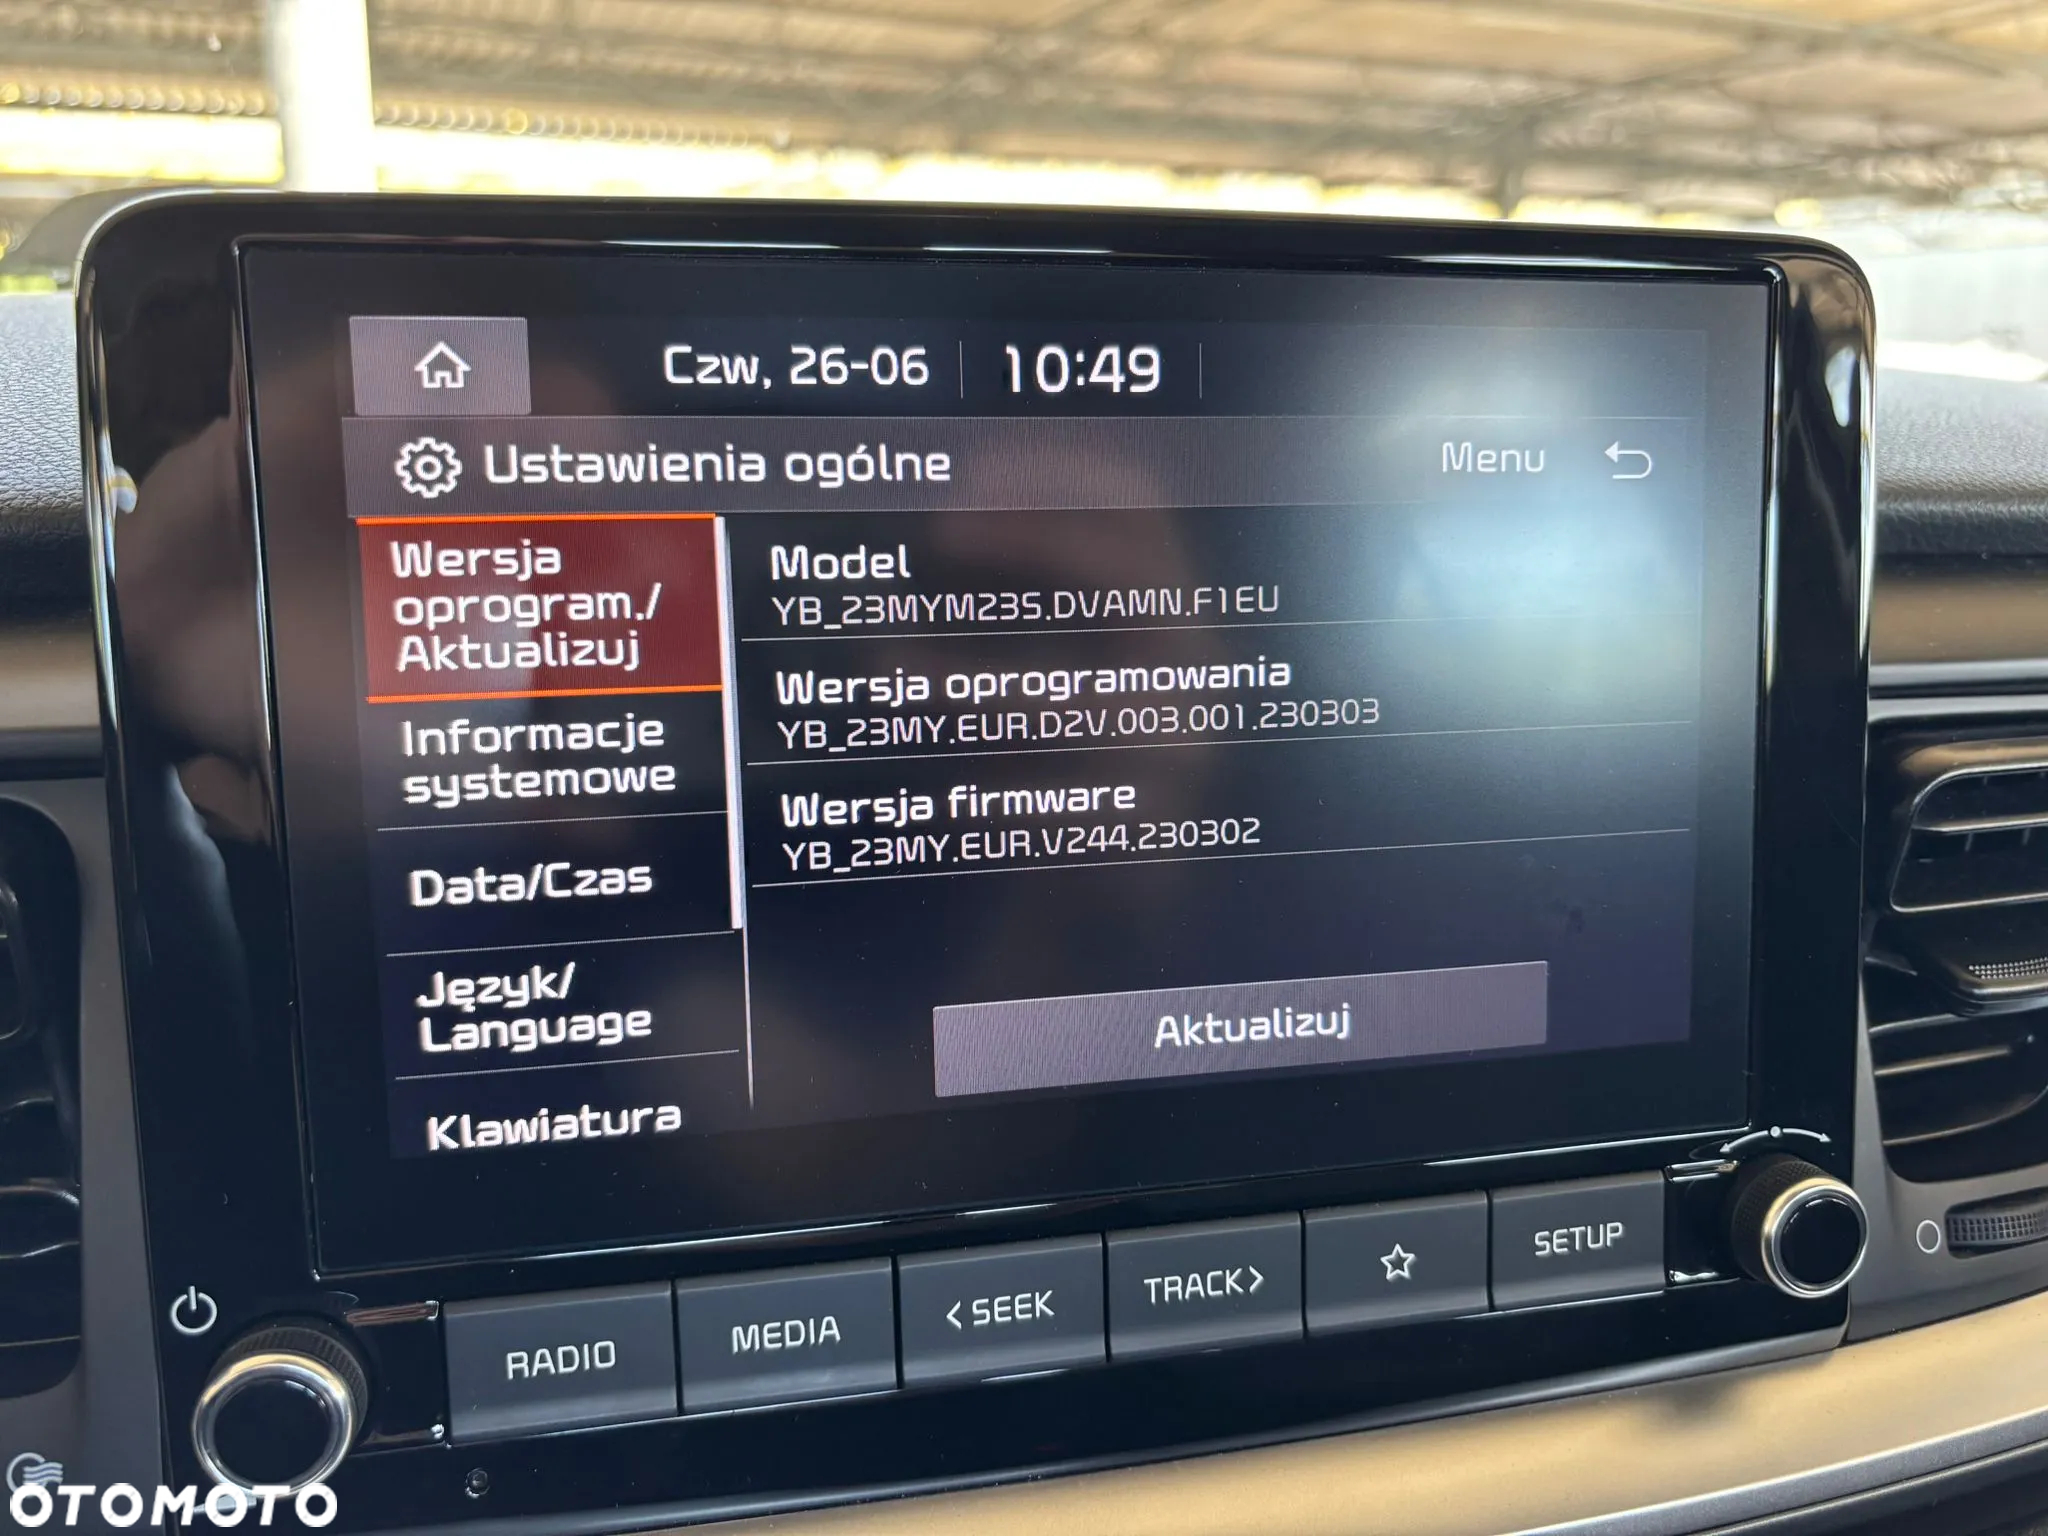 Czw, 26-06 10:49
Ustawienia ogólne
Menu
Wersja
oprogram./
Aktualizuj
Informacje
systemowe
Data/Czas
Język/
Language
Klawiatura
Model
YB_23MYM23S.DVAMN.F1EU
Wersja oprogramowania
YB_23MY.EUR.D2V.003.001.230303
Wersja firmware
YB_23MY.EUR.V244.230302
Aktualizuj
RADIO
MEDIA
< SEEK
TRACK >
SETUP
OTOMOTO